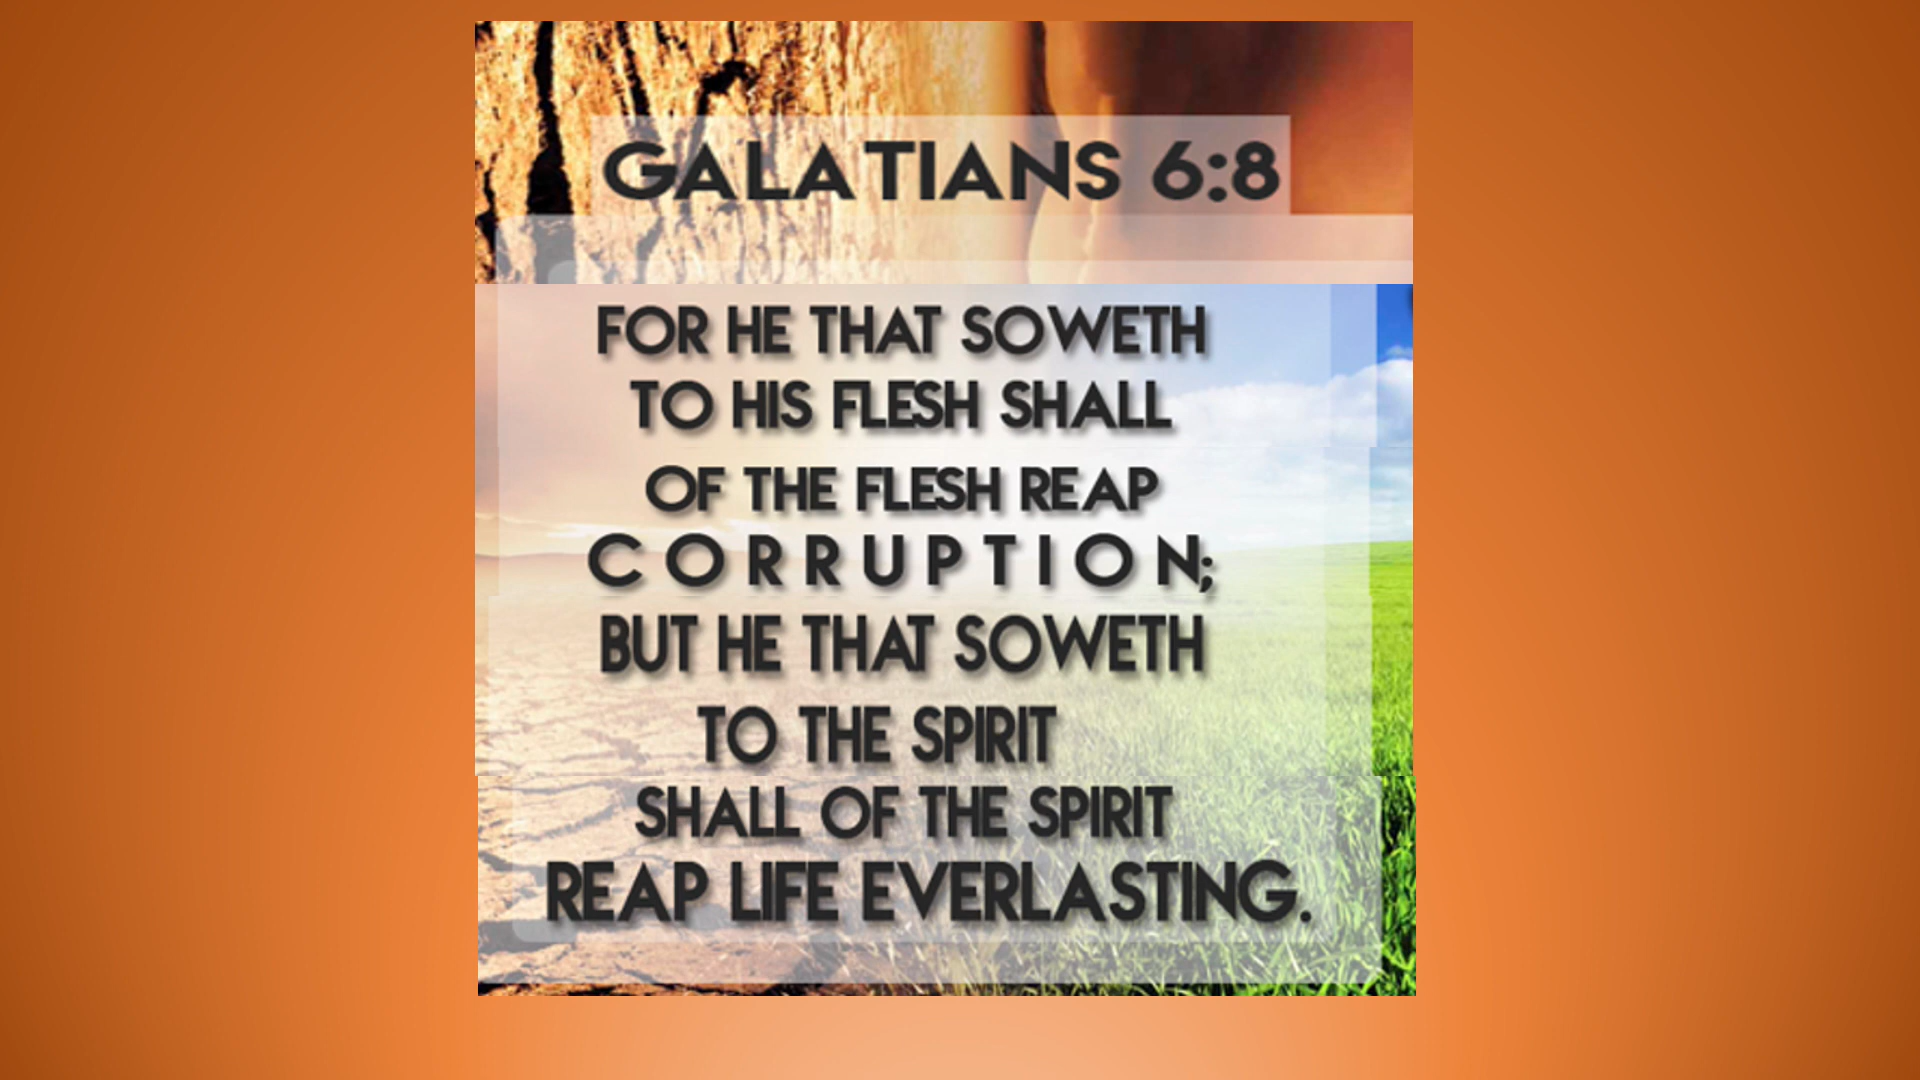 GALATIANS 6:8
FOR HE THAT SOWETH
TO HIS FLESH SHALL
OF THE FLESH REAP
CORRUPTION;
BUT HE THAT SOWETH
TO THE SPIRIT
SHALL OF THE SPIRIT
REAP LIFE EVERLASTING.